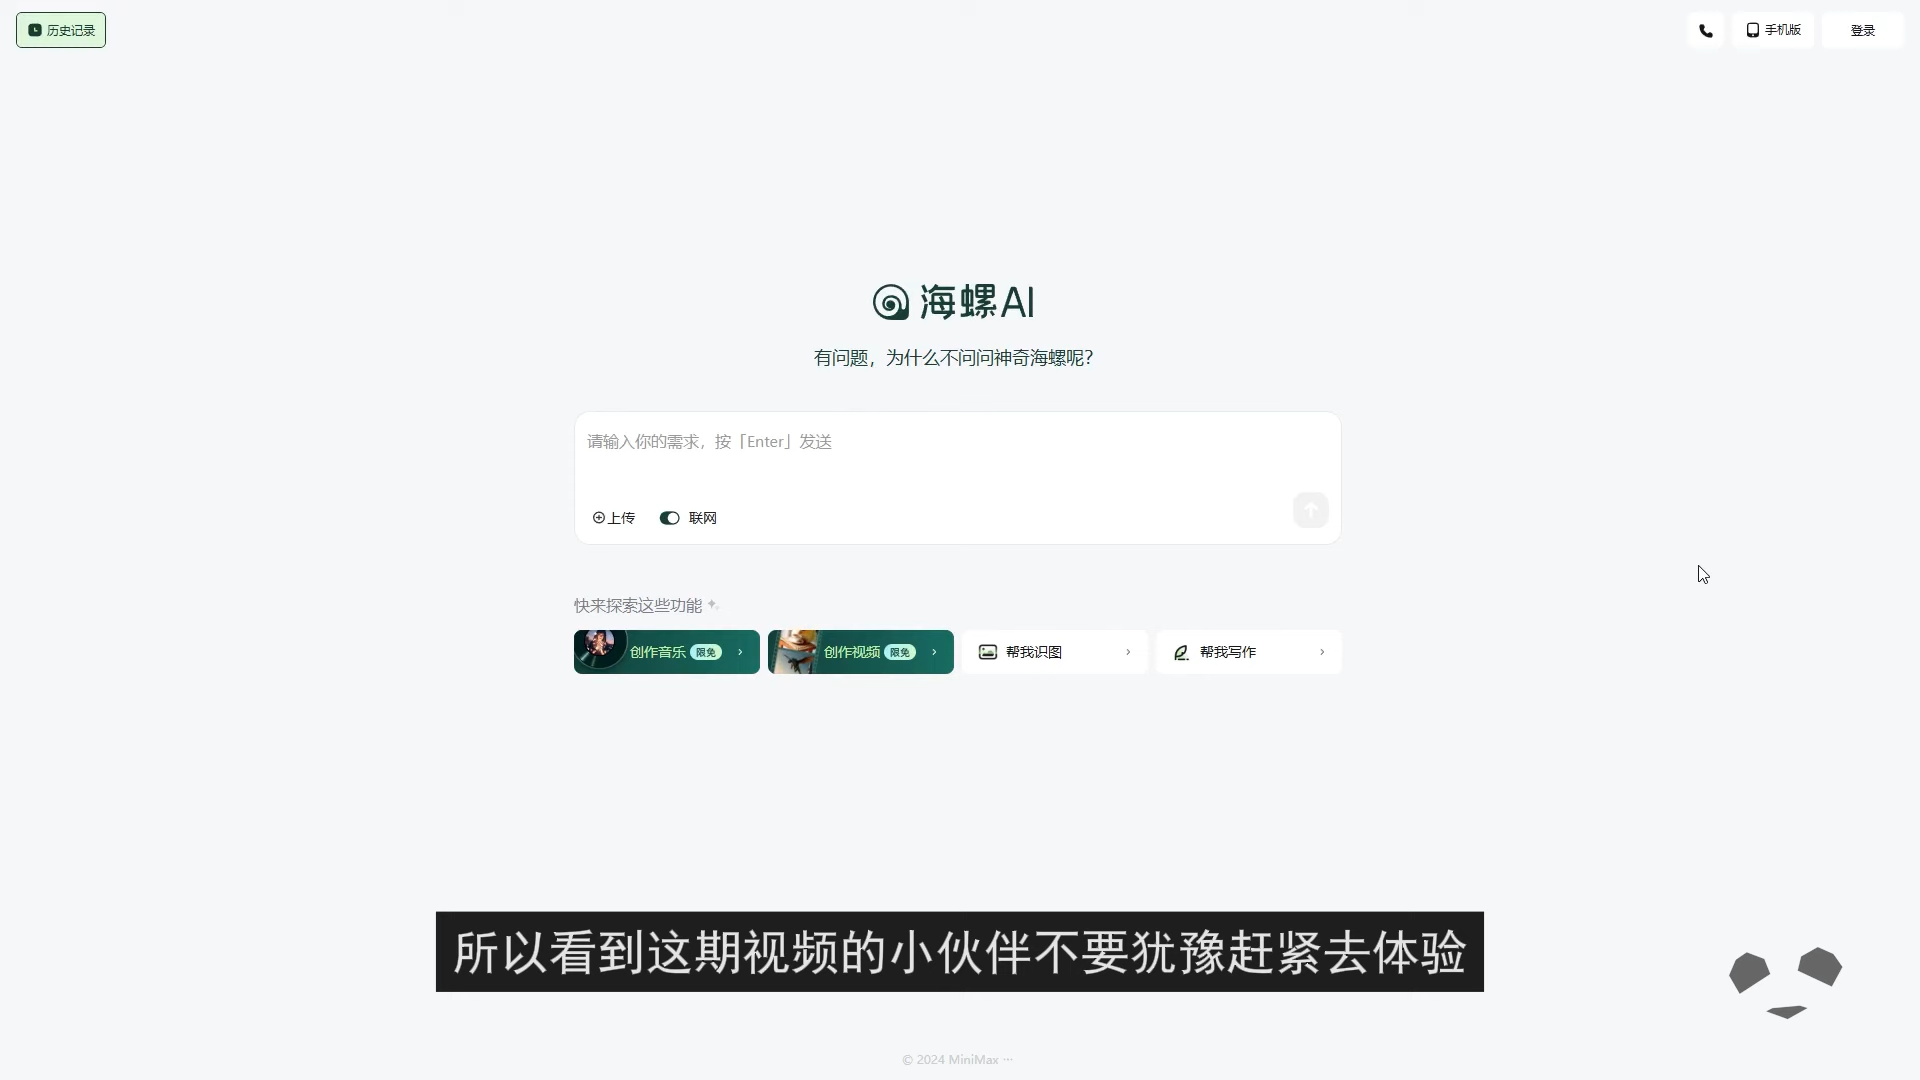 历史记录
手机版
登录
海螺AI
有问题，为什么不问问神奇海螺呢？
请输入你的需求，按「Enter」发送
上传
联网
快来探索这些功能
创作音乐 限免
创作视频 限免
帮我识图
帮我写作
所以看到这期视频的小伙伴不要犹豫赶紧去体验
© 2024 MiniMax ···